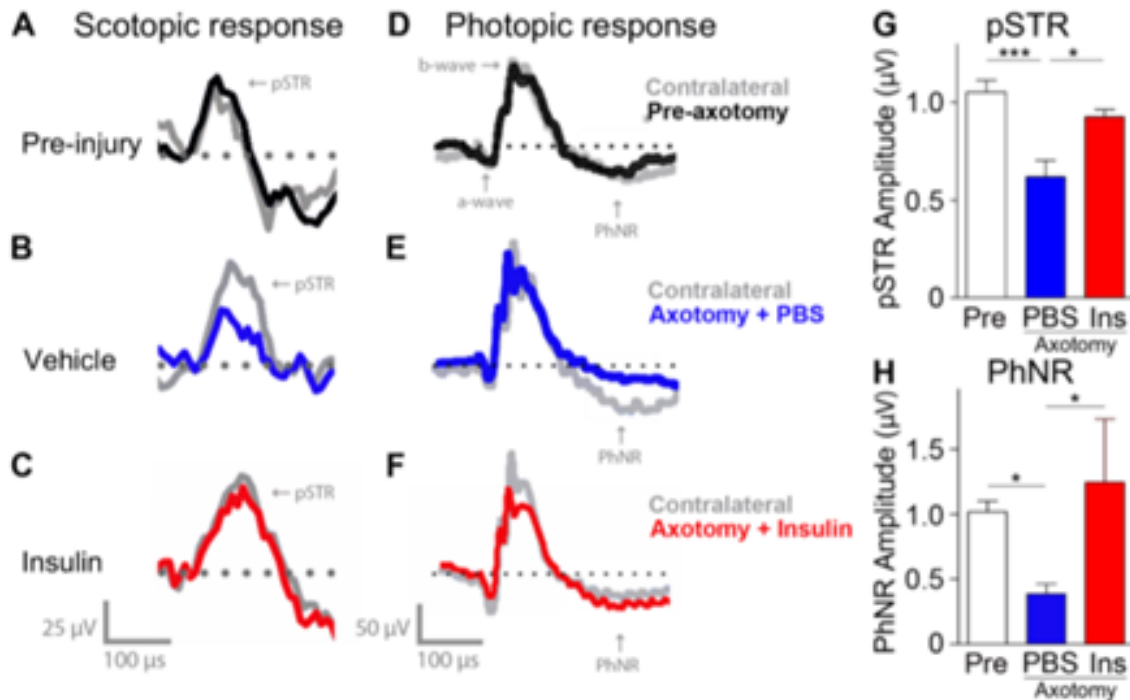 A Scotopic response
D Photopic response
Pre-injury
← pSTR
b-wave →
a-wave
↑
PhNR
↑
Contralateral
Pre-axotomy
B
Vehicle
← pSTR
E
Contralateral
Axotomy + PBS
↑
PhNR
C
Insulin
← pSTR
25 µV
100 µs
F
Contralateral
Axotomy + Insulin
↑
PhNR
50 µV
100 µs
G pSTR
pSTR Amplitude (µV)
*** *
1.0
0.5
0
Pre PBS Ins
Axotomy
H PhNR
PhNR Amplitude (µV)
* *
1.5
1.0
0.5
0
Pre PBS Ins
Axotomy